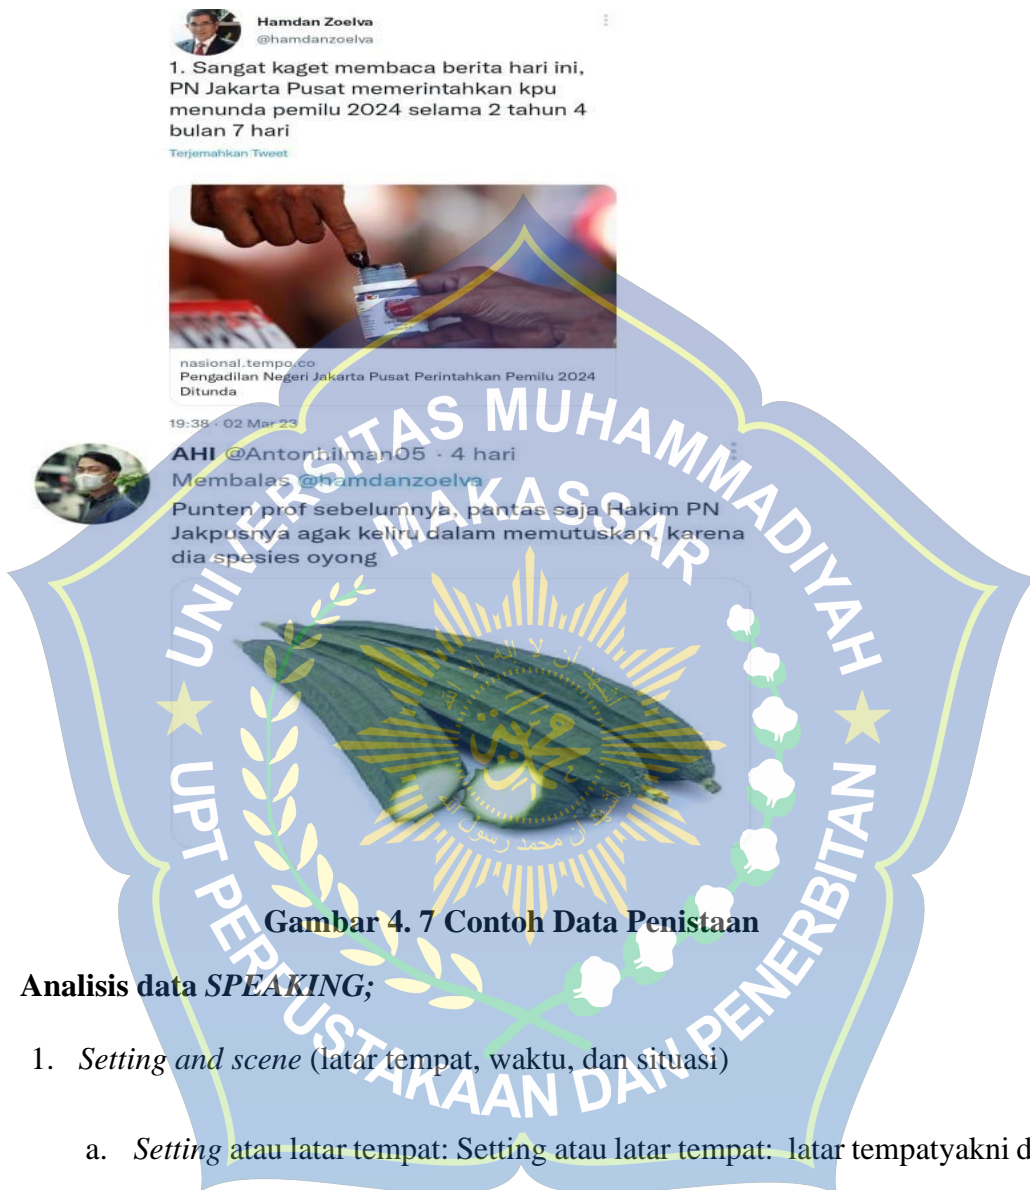 Hamdan Zoelva
@hamdanzoelva
1. Sangat kaget membaca berita hari ini,
PN Jakarta Pusat memerintahkan kpu
menunda pemilu 2024 selama 2 tahun 4
bulan 7 hari
Terjemahkan Tweet
nasional.tempo.co
Pengadilan Negeri Jakarta Pusat Perintahkan Pemilu 2024
Ditunda
19:38 · 02 Mar 23
AHI @Antonhilman05 · 4 hari
Membalas @hamdanzoelva
Punten prof sebelumnya, pantas saja Hakim PN
Jakpusnya agak keliru dalam memutuskan, karena
dia spesies oyong
UNIVERSITAS MUHAMMADIYAH
MAKASSAR
UPT PERPUSTAKAAN DAN PENERBITAN
Gambar 4. 7 Contoh Data Penistaan
Analisis data SPEAKING;
1. Setting and scene (latar tempat, waktu, dan situasi)
a. Setting atau latar tempat: Setting atau latar tempat: latar tempatyakni d